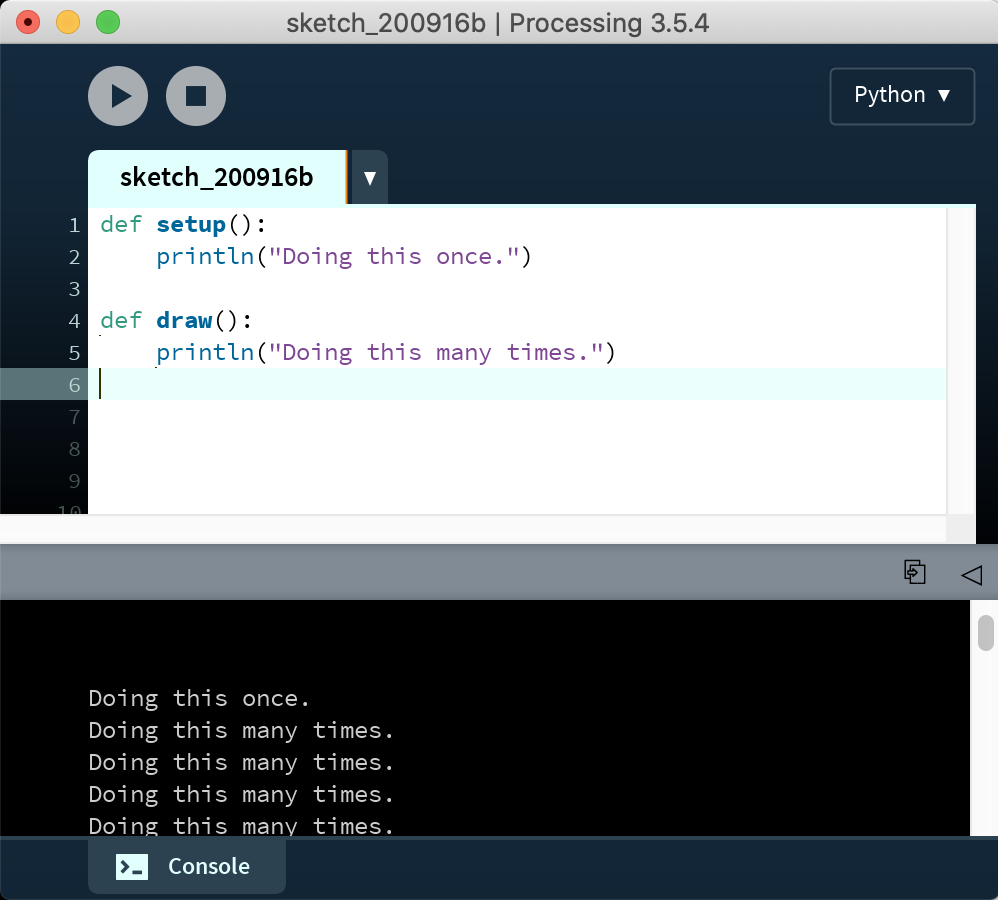 sketch_200916b | Processing 3.5.4
Python ▼
sketch_200916b ▼
1 def setup():
2     println("Doing this once.")
3
4 def draw():
5     println("Doing this many times.")
6
7
8
9
10
Doing this once.
Doing this many times.
Doing this many times.
Doing this many times.
Doing this many times.
Console